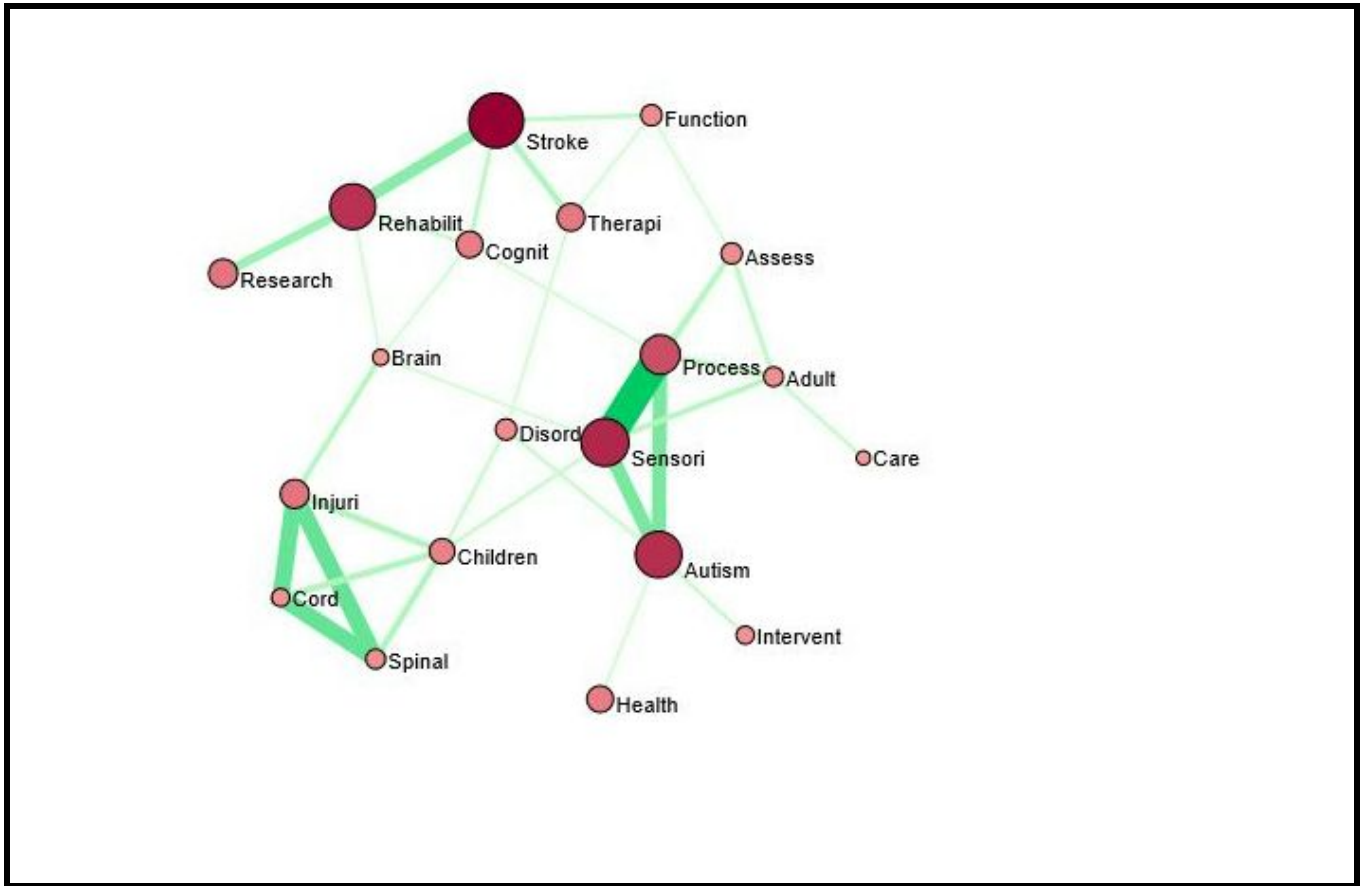 Function
Stroke
Rehabilit
Therapi
Cognit
Assess
Research
Brain
Process
Adult
Disord
Sensori
Care
Injuri
Children
Autism
Cord
Intervent
Spinal
Health